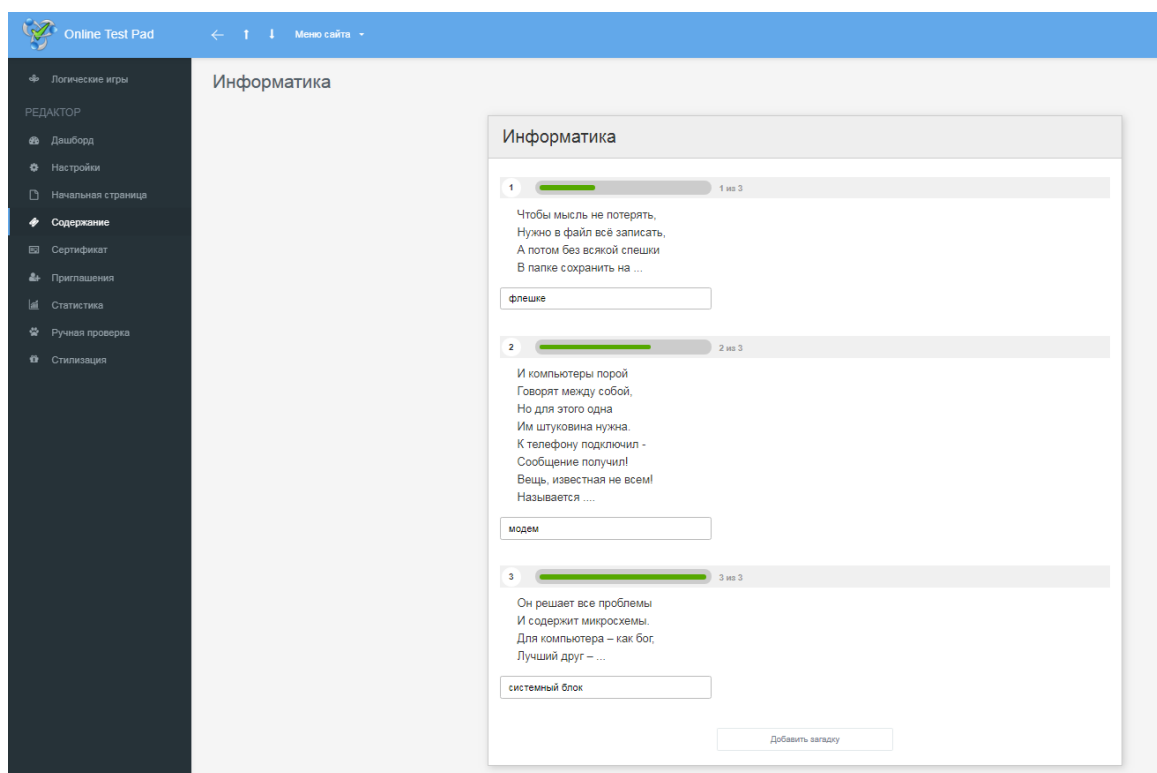 Online Test Pad
Меню сайта
Логические игры
РЕДАКТОР
Дашборд
Настройки
Начальная страница
Содержание
Сертификат
Приглашения
Статистика
Ручная проверка
Стилизация
Информатика
Информатика
1
1 из 3
Чтобы мысль не потерять,
Нужно в файл всё записать,
А потом без всякой спешки
В папке сохранить на ...
флешке
2
2 из 3
И компьютеры порой
Говорят между собой,
Но для этого одна
Им штуковина нужна.
К телефону подключил -
Сообщение получил!
Вещь, известная не всем!
Называется ....
модем
3
3 из 3
Он решает все проблемы
И содержит микросхемы.
Для компьютера – как бог,
Лучший друг – ...
системный блок
Добавить загадку